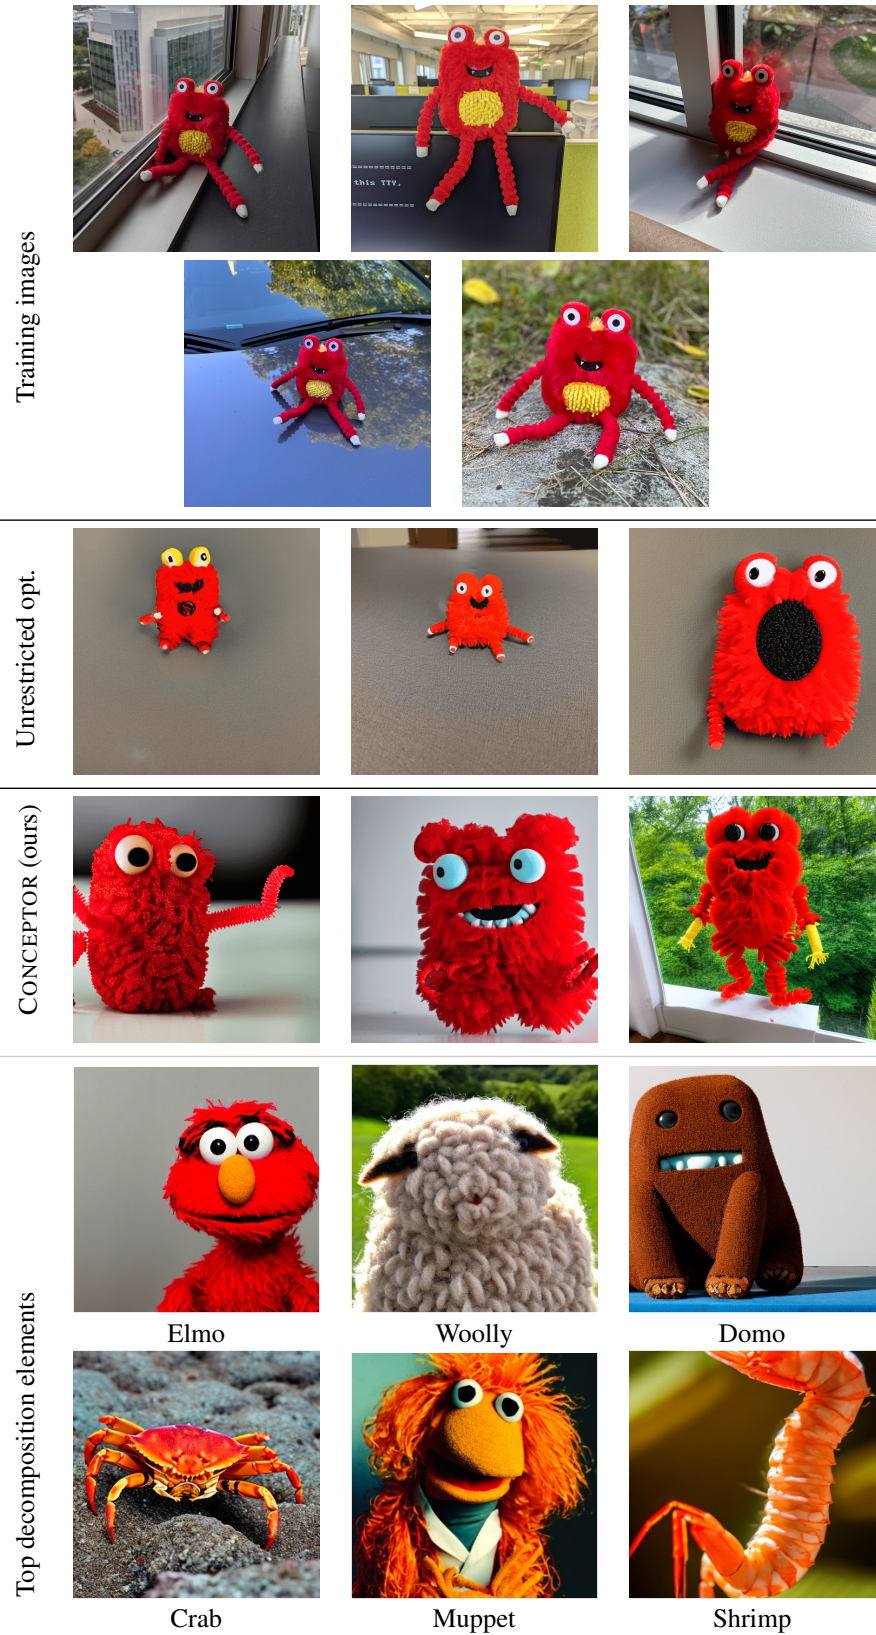 Training images
this TTY.
Unrestricted opt.
CONCEPTOR (ours)
Top decomposition elements
Elmo
Woolly
Domo
Crab
Muppet
Shrimp